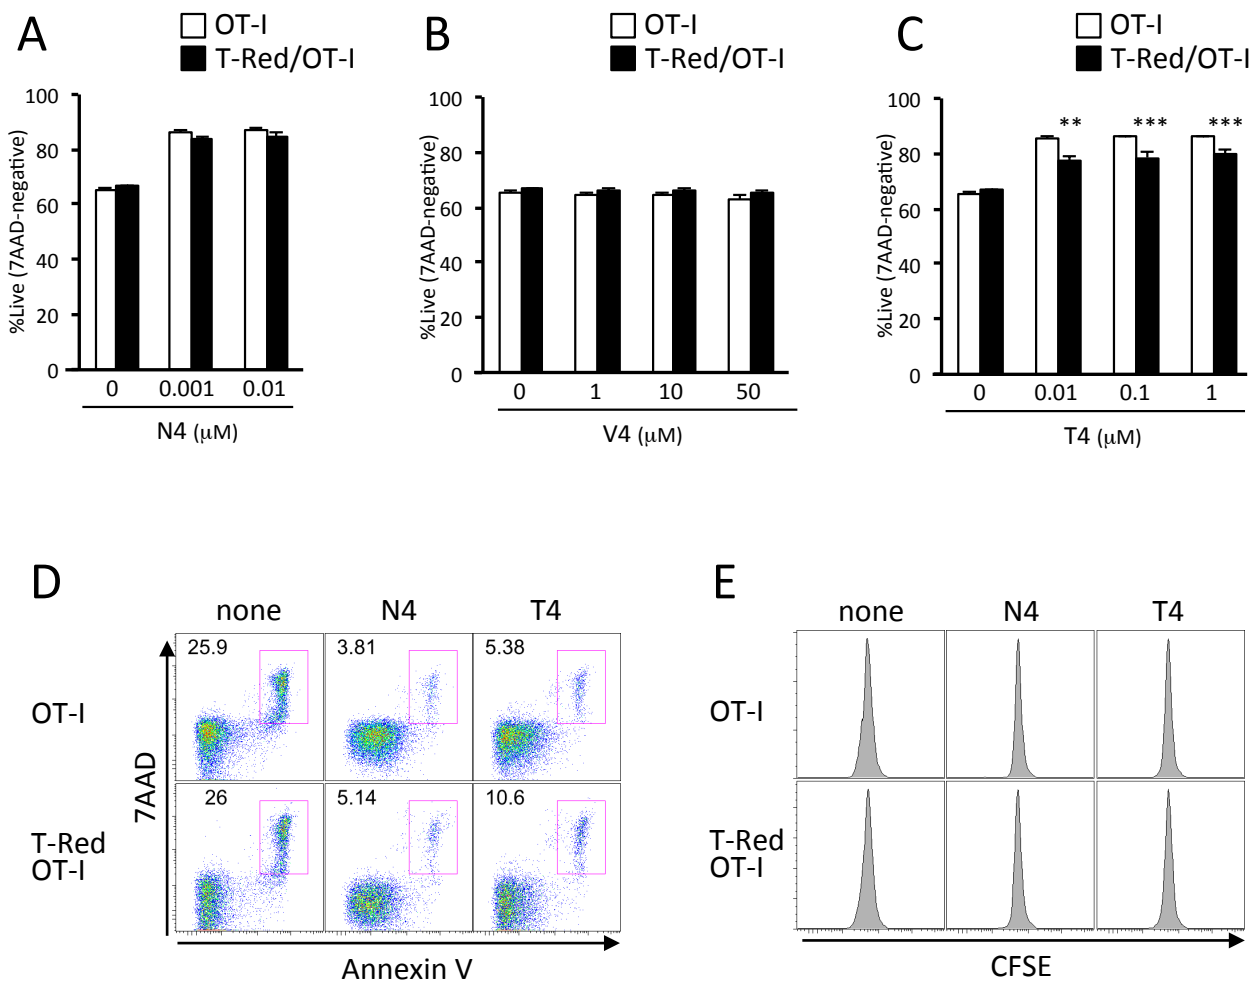 A
OT-I
T-Red/OT-I
%Live (7AAD-negative)
100
80
60
40
20
0
0 0.001 0.01
N4 (μM)
B
OT-I
T-Red/OT-I
%Live (7AAD-negative)
100
80
60
40
20
0
0 1 10 50
V4 (μM)
C
OT-I
T-Red/OT-I
%Live (7AAD-negative)
100
80
60
40
20
0
** *** ***
0 0.01 0.1 1
T4 (μM)
D
none N4 T4
OT-I
25.9 3.81 5.38
T-Red
OT-I
26 5.14 10.6
7AAD
Annexin V
E
none N4 T4
OT-I
T-Red
OT-I
CFSE